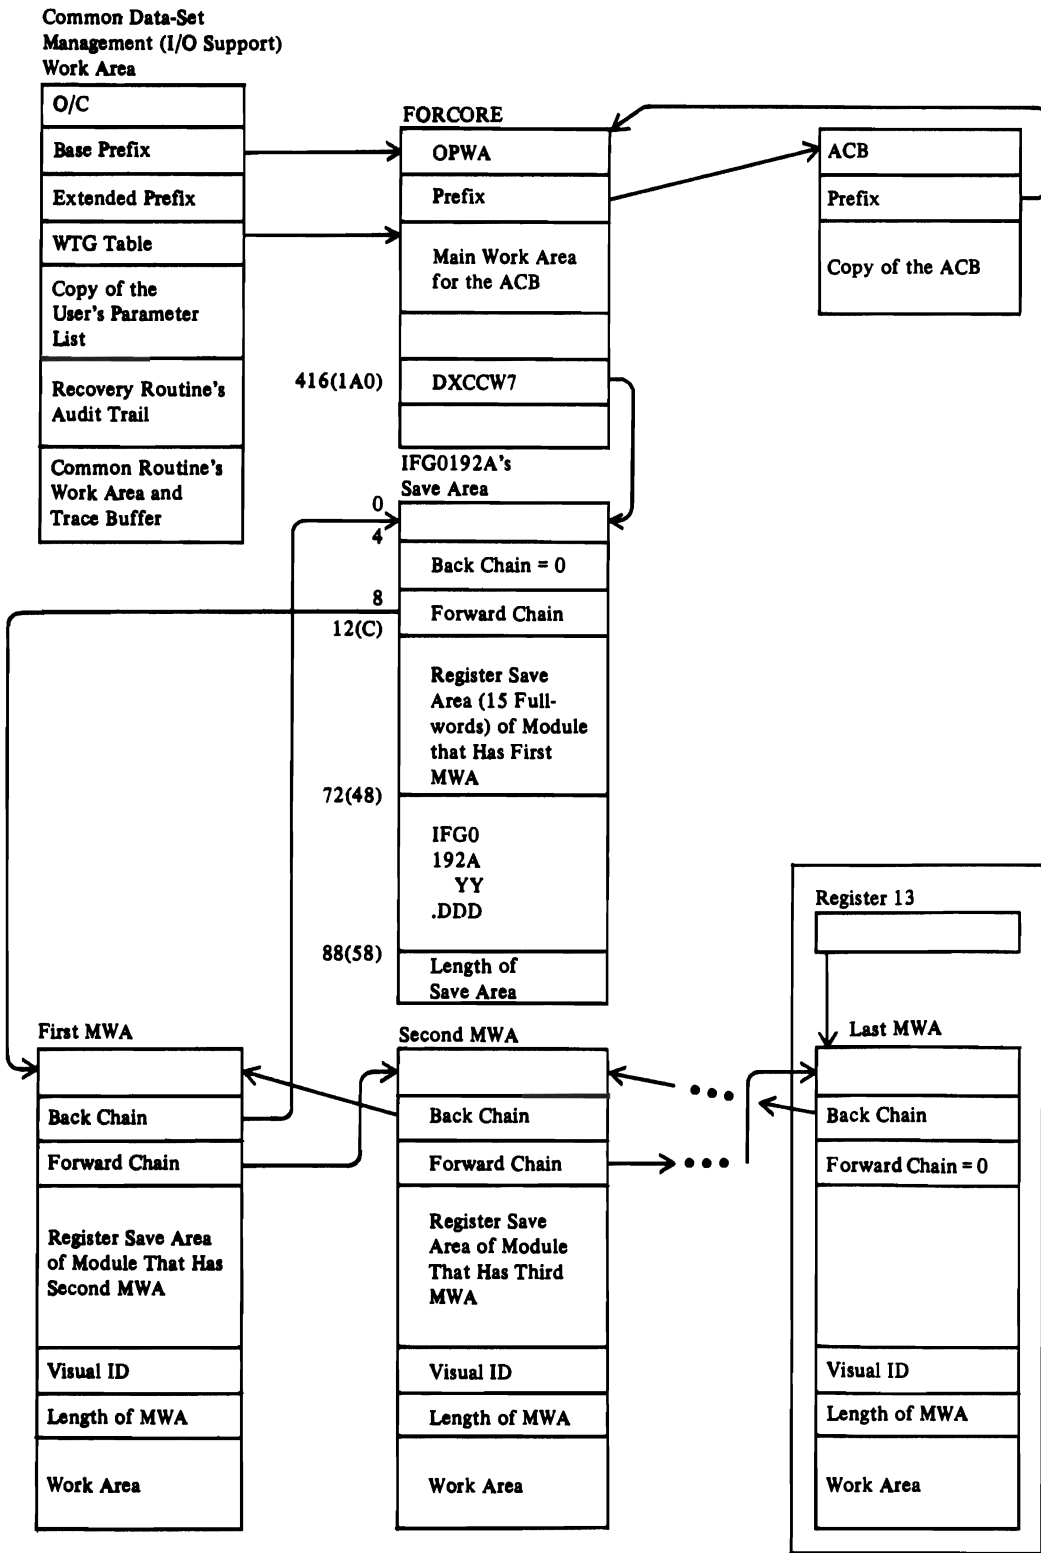 Common Data-Set
Management (I/O Support)
Work Area
O/C
Base Prefix
Extended Prefix
WTG Table
Copy of the
User's Parameter
List
Recovery Routine's
Audit Trail
Common Routine's
Work Area and
Trace Buffer
FORCORE
OPWA
Prefix
Main Work Area
for the ACB
416(1A0)
DXCCW7
ACB
Prefix
Copy of the ACB
IFG0192A's
Save Area
0
4
Back Chain = 0
8
Forward Chain
12(C)
Register Save
Area (15 Full-
words) of Module
that Has First
MWA
72(48)
IFG0
192A
YY
.DDD
88(58)
Length of
Save Area
Register 13
First MWA
Back Chain
Forward Chain
Register Save Area
of Module That Has
Second MWA
Visual ID
Length of MWA
Work Area
Second MWA
Back Chain
Forward Chain
Register Save
Area of Module
That Has Third
MWA
Visual ID
Length of MWA
Work Area
Last MWA
Back Chain
Forward Chain = 0
Visual ID
Length of MWA
Work Area